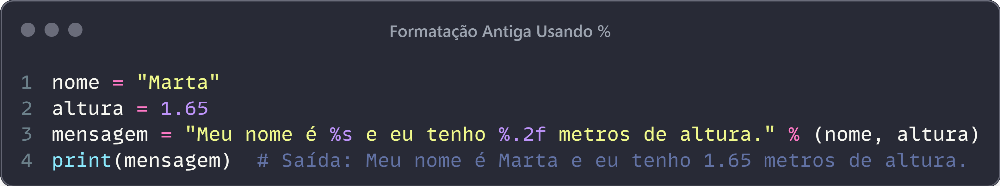 Formatação Antiga Usando %
1 nome = "Marta"
2 altura = 1.65
3 mensagem = "Meu nome é %s e eu tenho %.2f metros de altura." % (nome, altura)
4 print(mensagem)  # Saída: Meu nome é Marta e eu tenho 1.65 metros de altura.